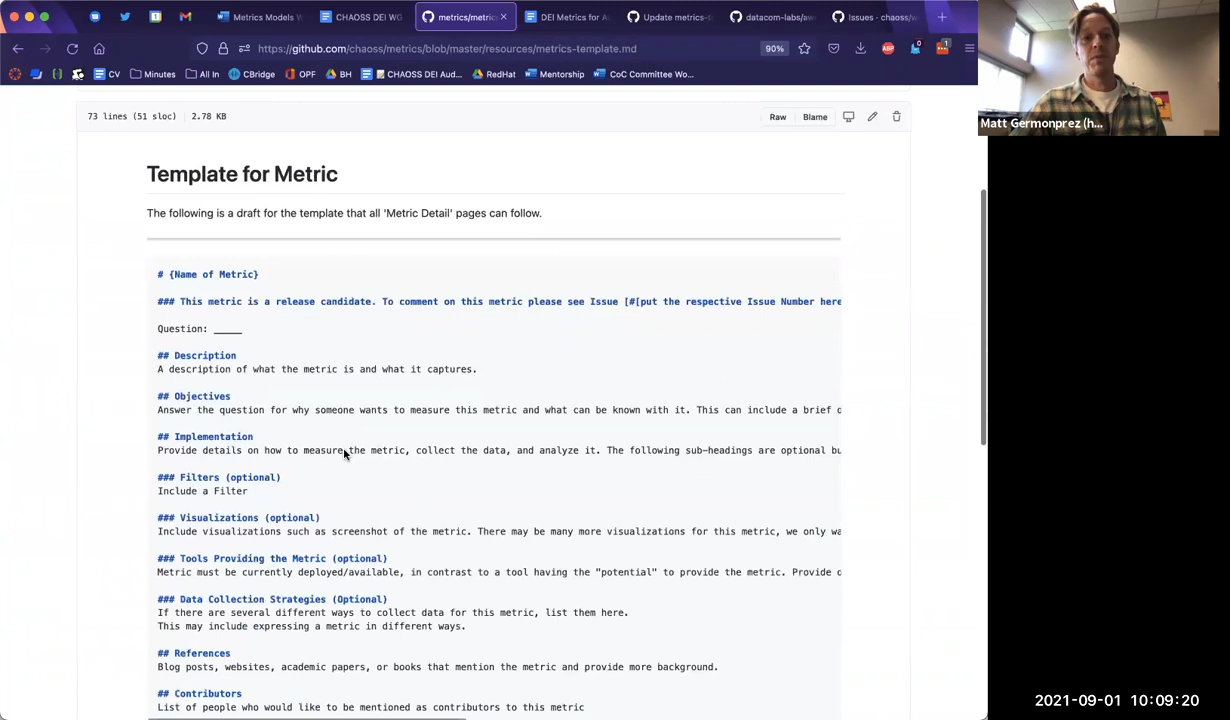 Metrics Models W
CHAOSS DEI WO
metrics/metric
DEI Metrics for A
Update metrics-t
datacom-labs/aw
Issues · chaoss/w
https://github.com/chaoss/metrics/blob/master/resources/metrics-template.md
90%
CV
Minutes
All In
CBridge
OPF
BH
CHAOSS DEI Aud...
RedHat
Mentorship
CoC Committee Wo...
Matt Germonprez (h...
73 lines (51 sloc) 2.78 KB
Raw
Blame
Template for Metric
The following is a draft for the template that all 'Metric Detail' pages can follow.
# {Name of Metric}
### This metric is a release candidate. To comment on this metric please see Issue [#[put the respective Issue Number here
Question: _____
## Description
A description of what the metric is and what it captures.
## Objectives
Answer the question for why someone wants to measure this metric and what can be known with it. This can include a brief d
## Implementation
Provide details on how to measure the metric, collect the data, and analyze it. The following sub-headings are optional bu
### Filters (optional)
Include a Filter
### Visualizations (optional)
Include visualizations such as screenshot of the metric. There may be many more visualizations for this metric, we only wa
### Tools Providing the Metric (optional)
Metric must be currently deployed/available, in contrast to a tool having the "potential" to provide the metric. Provide d
### Data Collection Strategies (Optional)
If there are several different ways to collect data for this metric, list them here.
This may include expressing a metric in different ways.
## References
Blog posts, websites, academic papers, or books that mention the metric and provide more background.
## Contributors
List of people who would like to be mentioned as contributors to this metric
2021-09-01 10:09:20